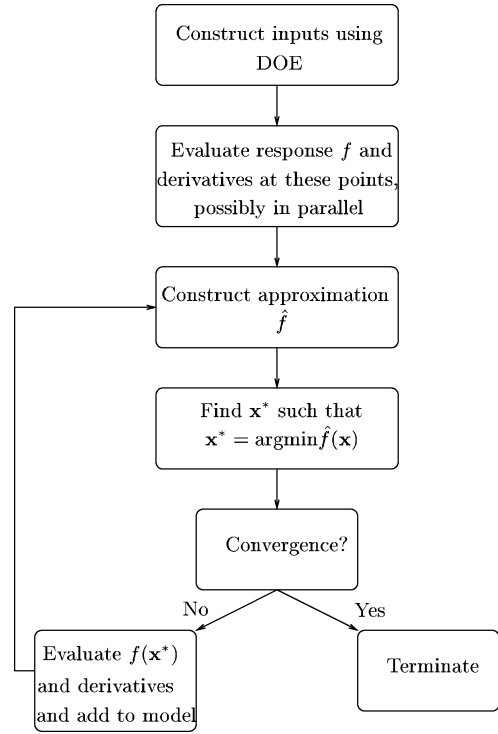 Construct inputs using
DOE
Evaluate response f and
derivatives at these points,
possibly in parallel
Construct approximation
f̂
Find x* such that
x* = argminf̂(x)
Convergence?
No
Yes
Evaluate f(x*)
and derivatives
and add to model
Terminate